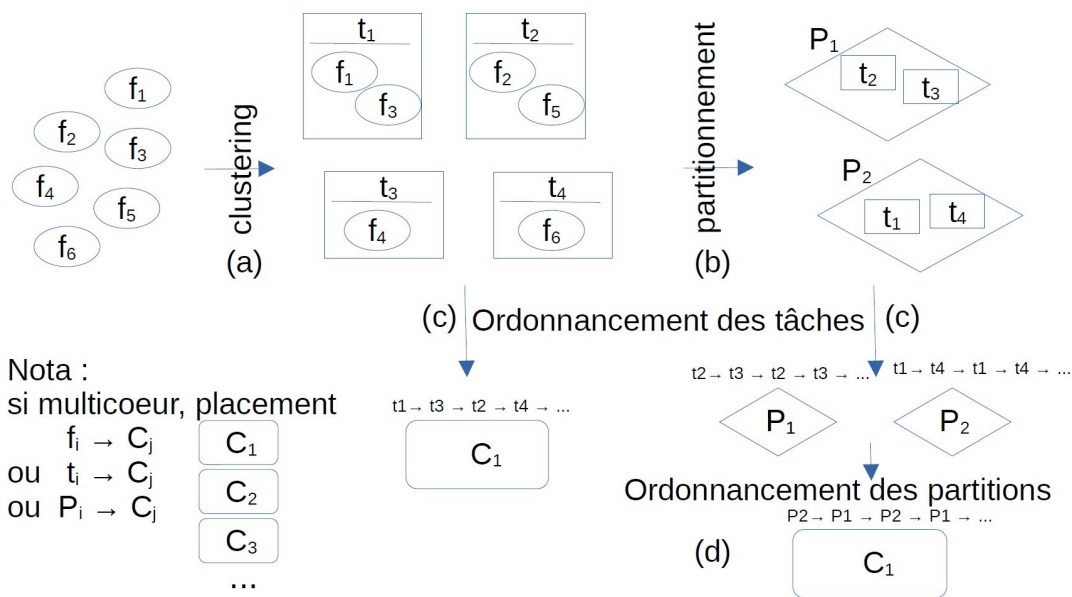 f₁
f₂
f₃
f₄
f₅
f₆
clustering
(a)
t₁
f₁
f₃
t₂
f₂
f₅
t₃
f₄
t₄
f₆
partitionnement
(b)
P₁
t₂
t₃
P₂
t₁
t₄
(c) Ordonnancement des tâches (c)
Nota :
si multicoeur, placement
fᵢ → Cⱼ
ou tᵢ → Cⱼ
ou Pᵢ → Cⱼ
C₁
C₂
C₃
...
t1→ t3 → t2 → t4 → ...
C₁
t2→ t3 → t2 → t3 → ...
t1→ t4 → t1 → t4 → ...
P₁
P₂
Ordonnancement des partitions
P2→ P1 → P2 → P1 → ...
(d)
C₁